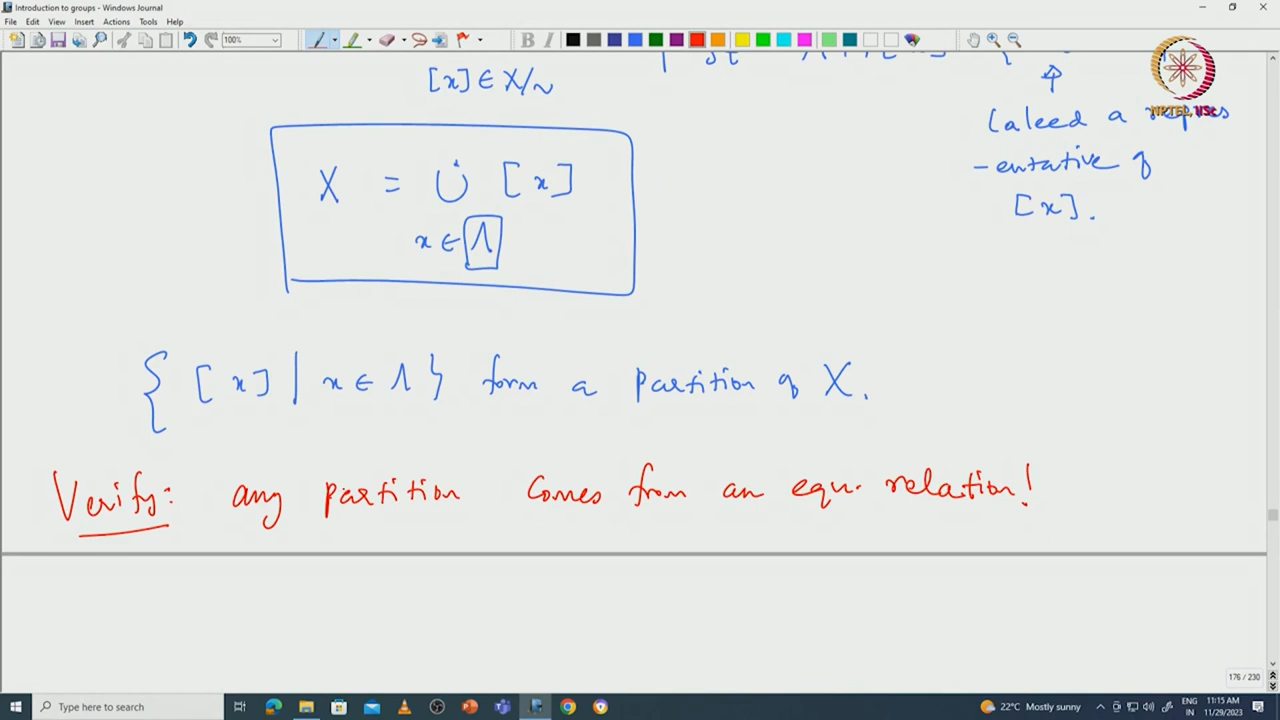 Introduction to groups - Windows Journal
File Edit View Insert Actions Tools Help
100%
B I
NPTEL, IISc
[x] ∈ X/~
Called a repres
-entative of
[x].
X = ∪̇ [x]
x ∈ Λ
{ [x] | x ∈ Λ } form a partition of X.
Verify: any partition comes from an equ. relation!
176 / 230
Type here to search
22°C Mostly sunny
ENG
IN
11:15 AM
11/29/2023